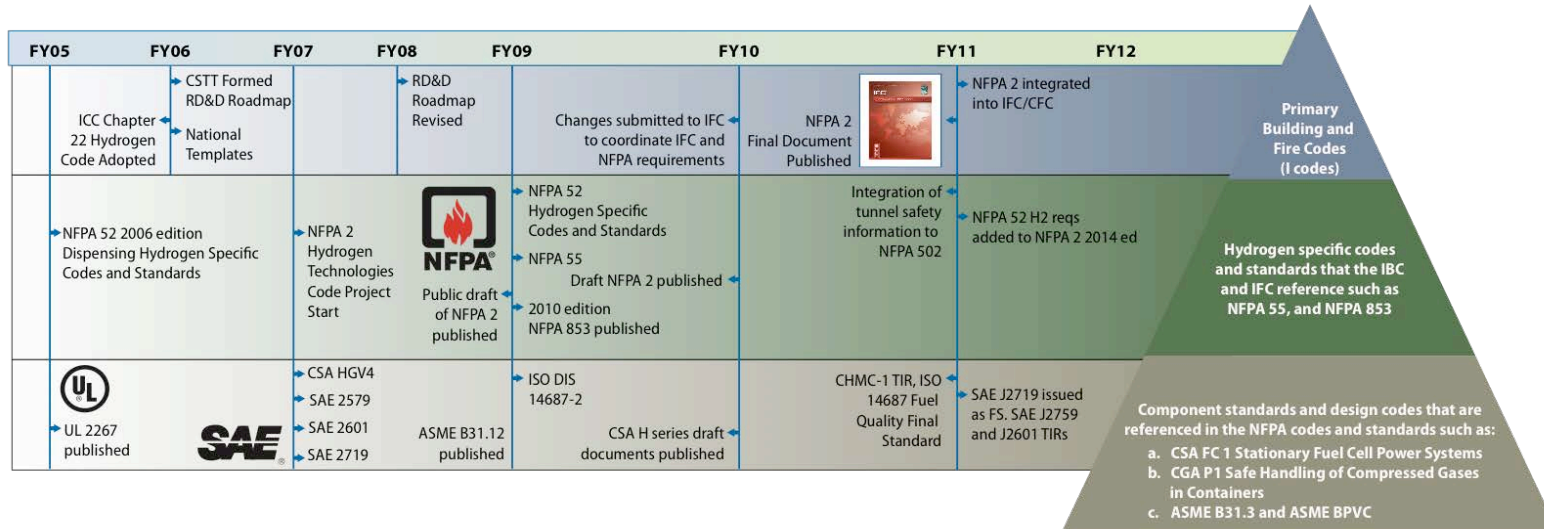 FY05 FY06 FY07 FY08 FY09 FY10 FY11 FY12
ICC Chapter
22 Hydrogen
Code Adopted
CSTT Formed
RD&D Roadmap
National
Templates
RD&D
Roadmap
Revised
Changes submitted to IFC
to coordinate IFC and
NFPA requirements
NFPA 2
Final Document
Published
NFPA 2 integrated
into IFC/CFC
Primary
Building and
Fire Codes
(I codes)
NFPA 52 2006 edition
Dispensing Hydrogen Specific
Codes and Standards
NFPA 2
Hydrogen
Technologies
Code Project
Start
NFPA®
Public draft
of NFPA 2
published
NFPA 52
Hydrogen Specific
Codes and Standards
NFPA 55
Draft NFPA 2 published
2010 edition
NFPA 853 published
Integration of
tunnel safety
information to
NFPA 502
NFPA 52 H2 reqs
added to NFPA 2 2014 ed
Hydrogen specific codes
and standards that the IBC
and IFC reference such as
NFPA 55, and NFPA 853
UL®
UL 2267
published
SAE®
CSA HGV4
SAE 2579
SAE 2601
SAE 2719
ASME B31.12
published
ISO DIS
14687-2
CSA H series draft
documents published
CHMC-1 TIR, ISO
14687 Fuel
Quality Final
Standard
SAE J2719 issued
as FS. SAE J2759
and J2601 TIRs
Component standards and design codes that are
referenced in the NFPA codes and standards such as:
a. CSA FC 1 Stationary Fuel Cell Power Systems
b. CGA P1 Safe Handling of Compressed Gases
in Containers
c. ASME B31.3 and ASME BPVC